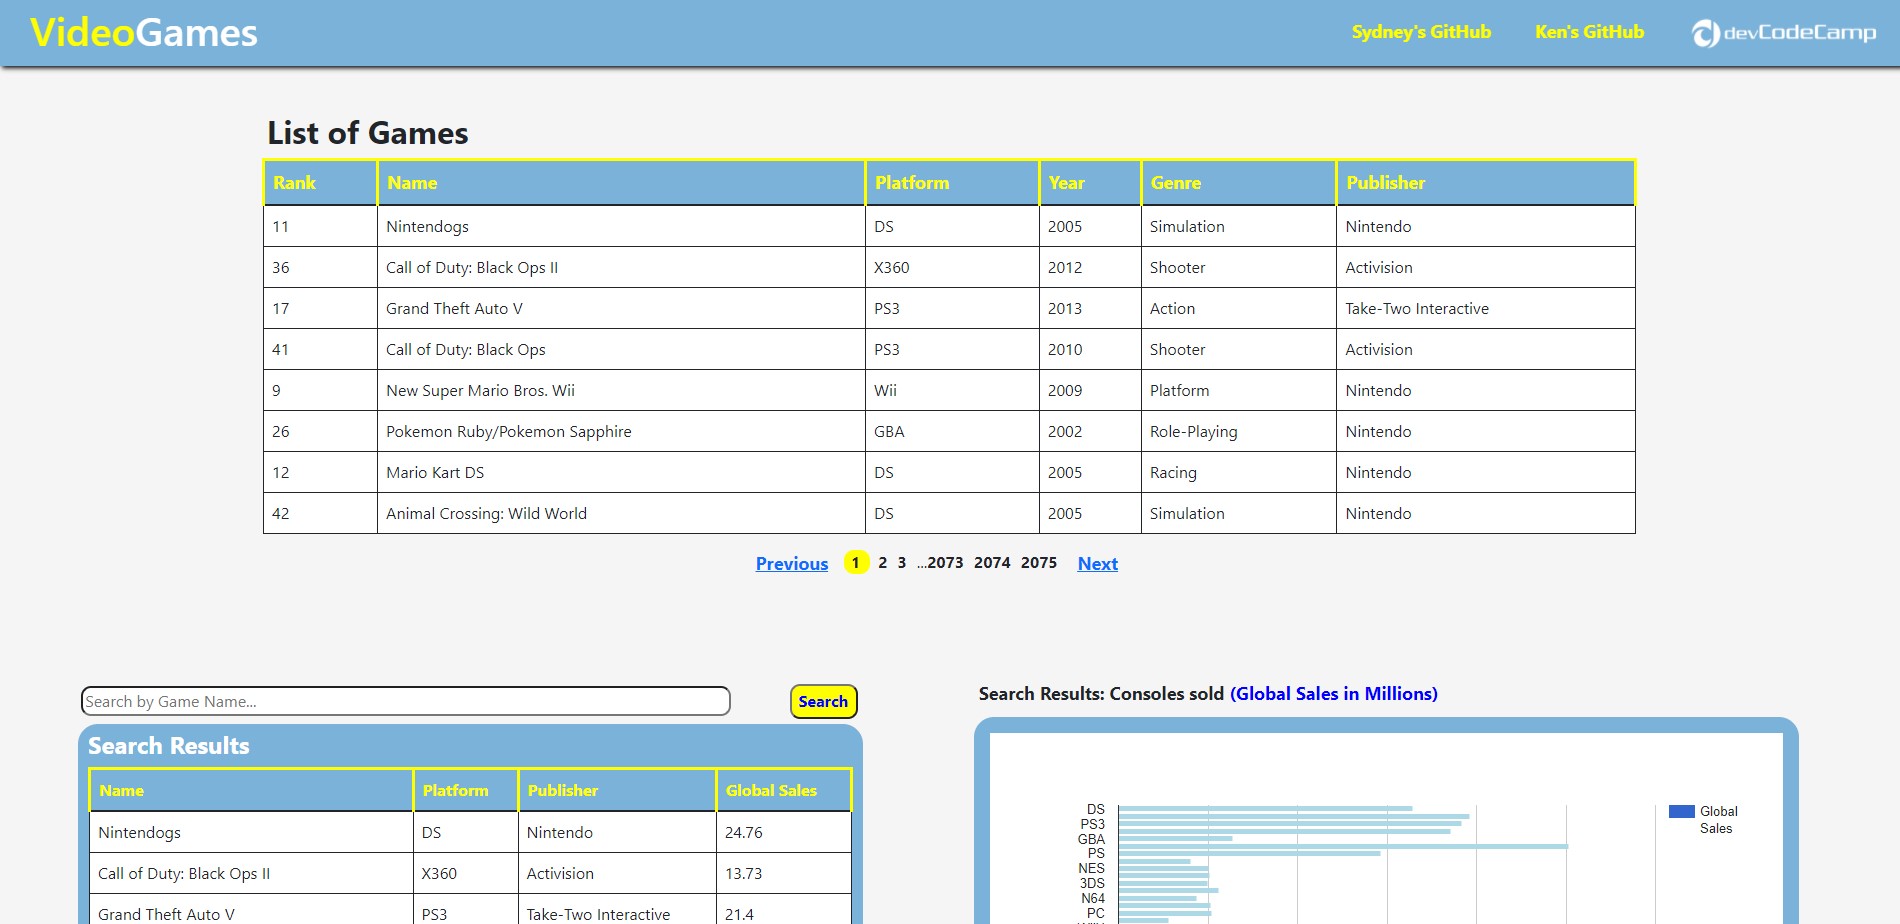 VideoGames
Sydney's GitHub Ken's GitHub devCodeCamp
List of Games
Rank Name Platform Year Genre Publisher
11 Nintendogs DS 2005 Simulation Nintendo
36 Call of Duty: Black Ops II X360 2012 Shooter Activision
17 Grand Theft Auto V PS3 2013 Action Take-Two Interactive
41 Call of Duty: Black Ops PS3 2010 Shooter Activision
9 New Super Mario Bros. Wii Wii 2009 Platform Nintendo
26 Pokemon Ruby/Pokemon Sapphire GBA 2002 Role-Playing Nintendo
12 Mario Kart DS DS 2005 Racing Nintendo
42 Animal Crossing: Wild World DS 2005 Simulation Nintendo
Previous 1 2 3 ...2073 2074 2075 Next
Search by Game Name... Search
Search Results
Name Platform Publisher Global Sales
Nintendogs DS Nintendo 24.76
Call of Duty: Black Ops II X360 Activision 13.73
Grand Theft Auto V PS3 Take-Two Interactive 21.4
Search Results: Consoles sold (Global Sales in Millions)
DS
PS3
GBA
PS
NES
3DS
N64
PC
Global
Sales